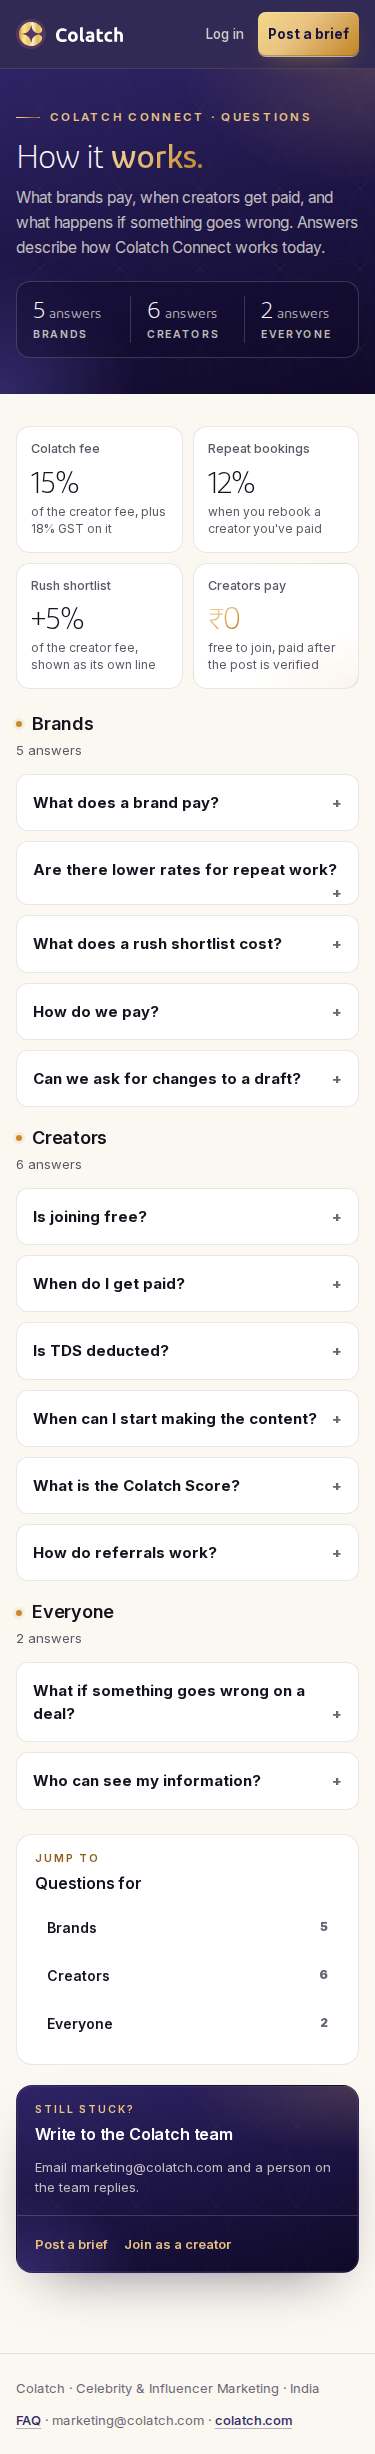 Colatch
Log in
Post a brief
COLATCH CONNECT · QUESTIONS
How it works.
What brands pay, when creators get paid, and
what happens if something goes wrong. Answers
describe how Colatch Connect works today.
5 answers
BRANDS
6 answers
CREATORS
2 answers
EVERYONE
Colatch fee
15%
of the creator fee, plus
18% GST on it
Repeat bookings
12%
when you rebook a
creator you've paid
Rush shortlist
+5%
of the creator fee,
shown as its own line
Creators pay
₹0
free to join, paid after
the post is verified
Brands
5 answers
What does a brand pay? +
Are there lower rates for repeat work?
+
What does a rush shortlist cost? +
How do we pay? +
Can we ask for changes to a draft? +
Creators
6 answers
Is joining free? +
When do I get paid? +
Is TDS deducted? +
When can I start making the content? +
What is the Colatch Score? +
How do referrals work? +
Everyone
2 answers
What if something goes wrong on a
deal? +
Who can see my information? +
JUMP TO
Questions for
Brands 5
Creators 6
Everyone 2
STILL STUCK?
Write to the Colatch team
Email marketing@colatch.com and a person on
the team replies.
Post a brief Join as a creator
Colatch · Celebrity & Influencer Marketing · India
FAQ · marketing@colatch.com · colatch.com